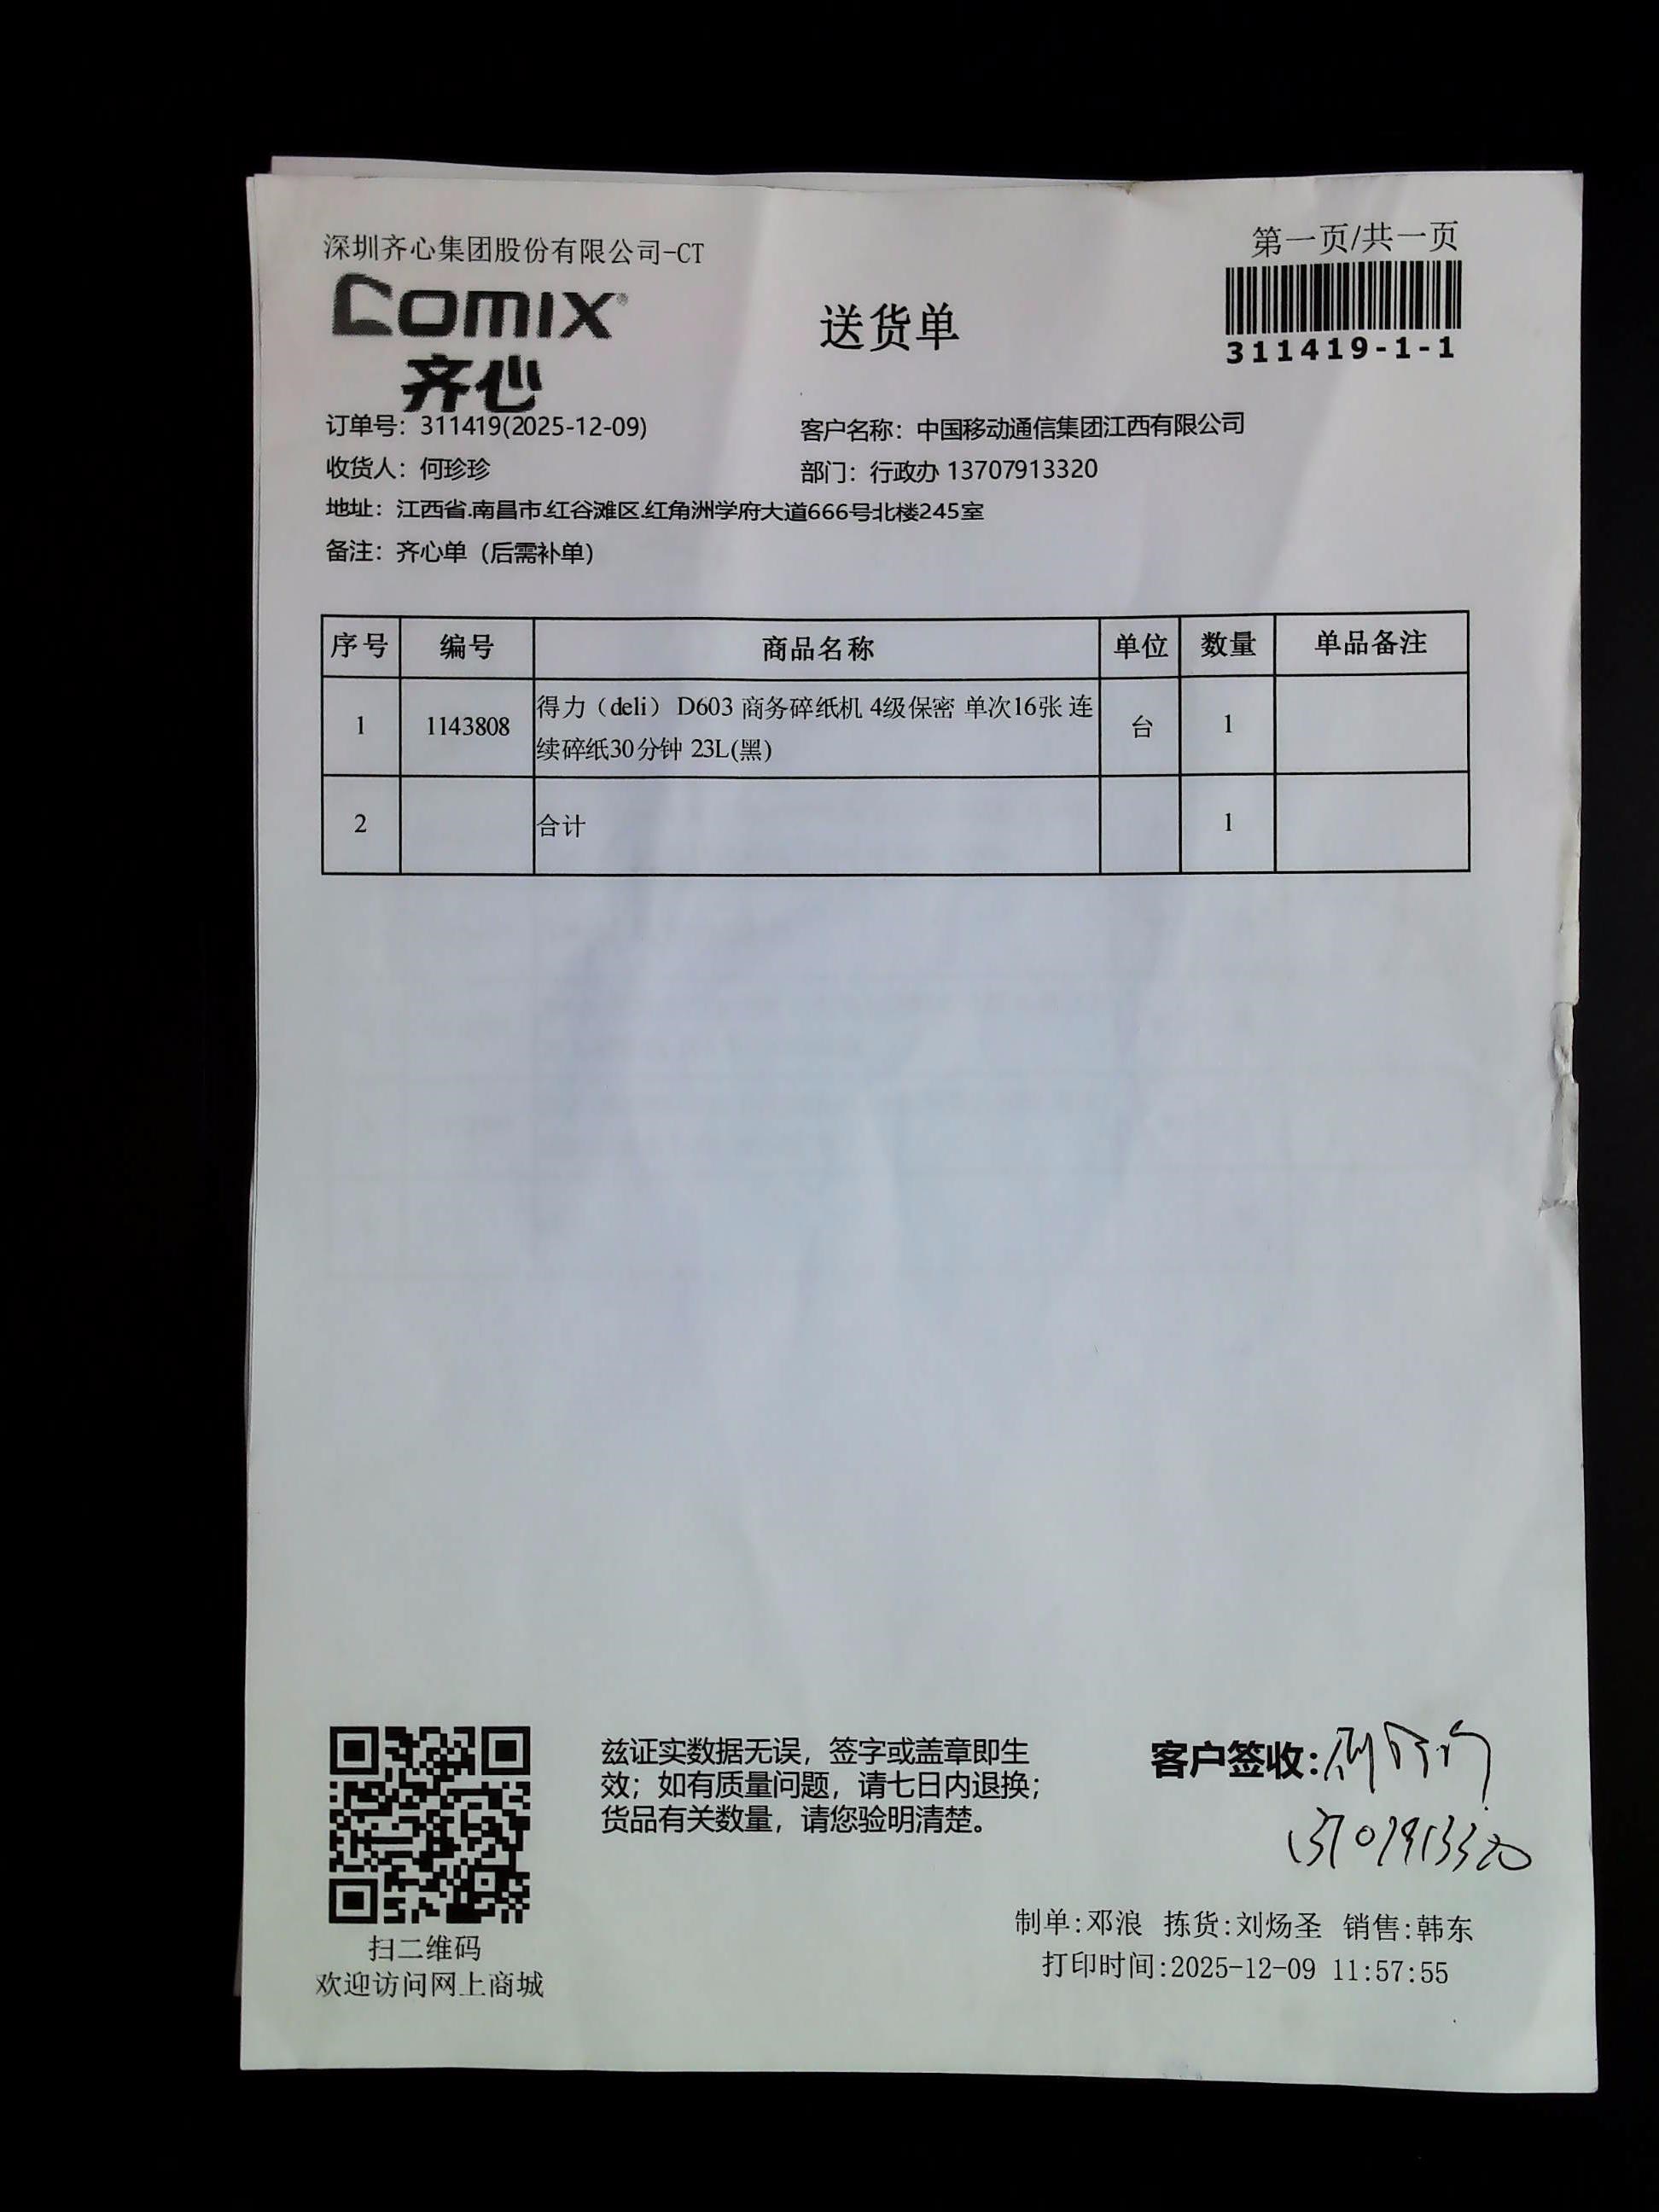 深圳齐心集团股份有限公司-CT
第一页/共一页
COMIX®
齐心
送货单
311419-1-1
订单号：311419(2025-12-09)
客户名称：中国移动通信集团江西有限公司
收货人：何珍珍
部门：行政办 13707913320
地址：江西省.南昌市.红谷滩区.红角洲学府大道666号北楼245室
备注：齐心单（后需补单）
序号 编号 商品名称 单位 数量 单品备注
1 1143808 得力（deli） D603 商务碎纸机 4级保密 单次16张 连 台 1
续碎纸30分钟 23L(黑)
2 合计 1
兹证实数据无误，签字或盖章即生
效；如有质量问题，请七日内退换；
货品有关数量，请您验明清楚。
客户签收：
13707913320
扫二维码
欢迎访问网上商城
制单:邓浪 拣货:刘炀圣 销售:韩东
打印时间:2025-12-09 11:57:55